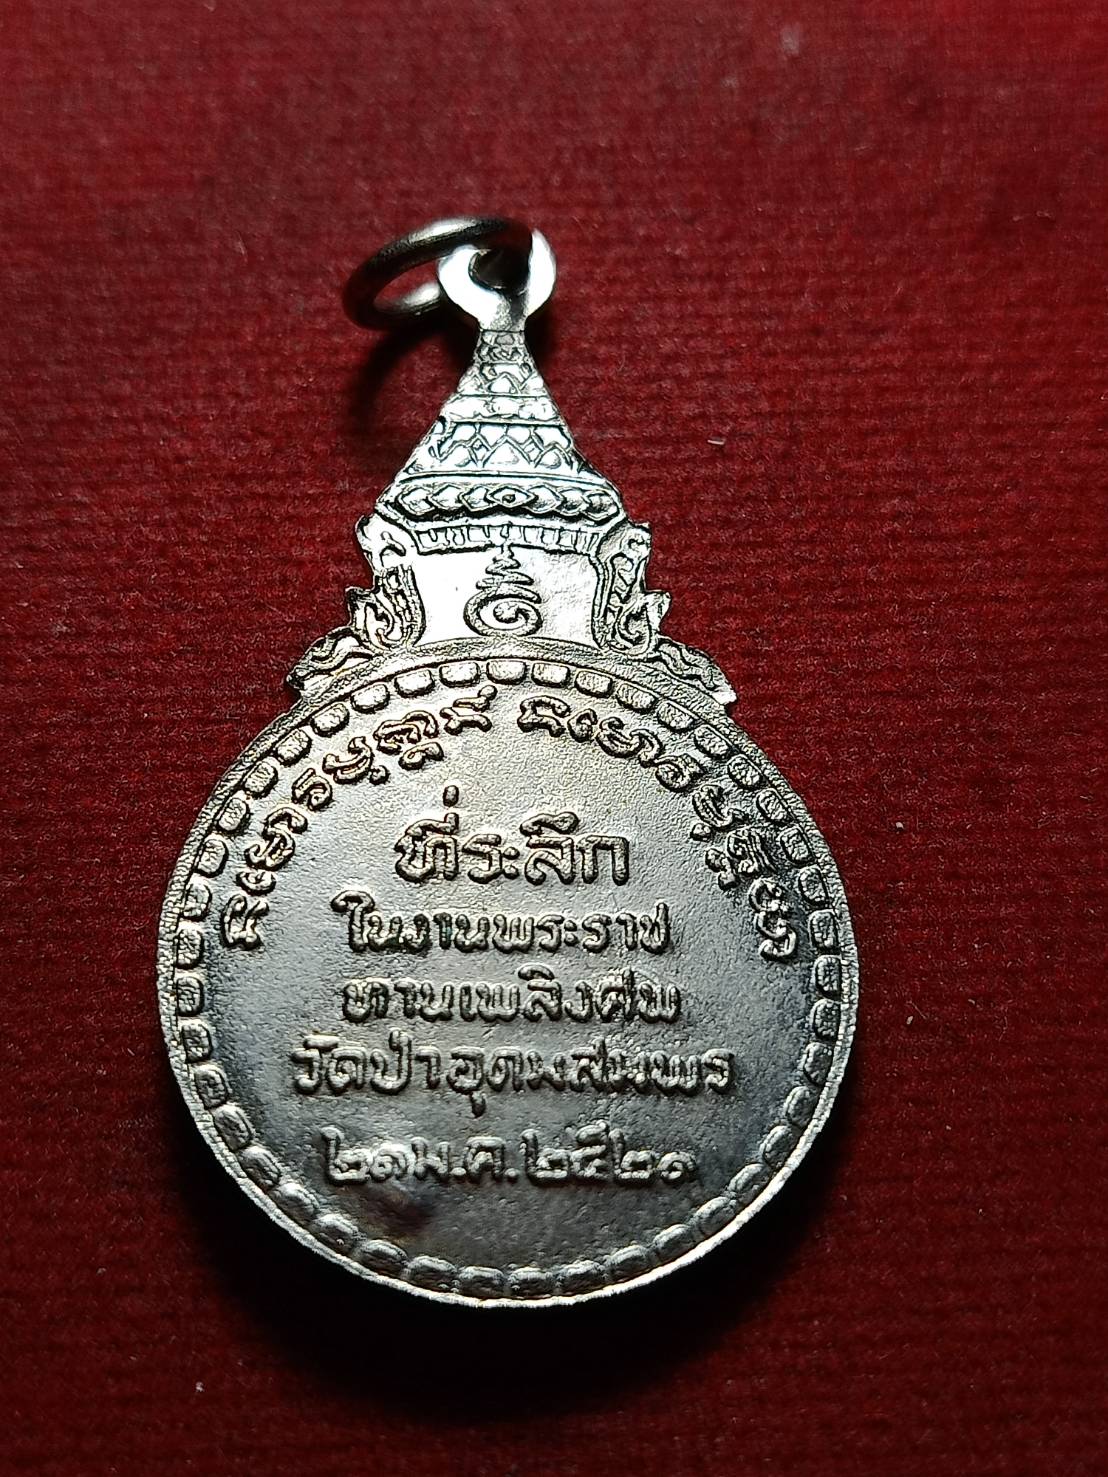 ที่ระลึก
ในงานพระราช
ทานเพลิงศพ
วัดป่าอุดมสมพร
๒๑ม.ค.๒๕๒๑